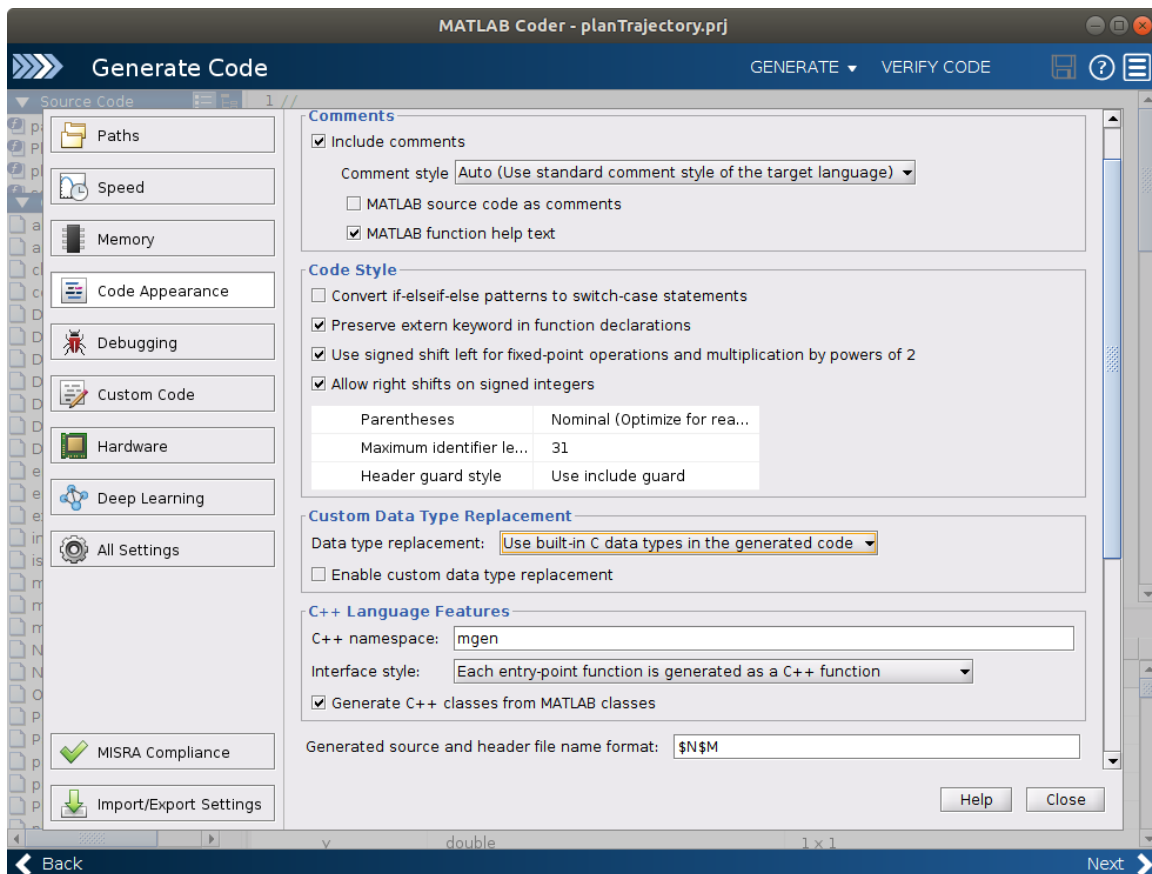 MATLAB Coder - planTrajectory.prj
Generate Code
GENERATE
VERIFY CODE
Source Code
1 //
Paths
Speed
Memory
Code Appearance
Debugging
Custom Code
Hardware
Deep Learning
All Settings
MISRA Compliance
Import/Export Settings
Comments
Include comments
Comment style Auto (Use standard comment style of the target language)
MATLAB source code as comments
MATLAB function help text
Code Style
Convert if-elseif-else patterns to switch-case statements
Preserve extern keyword in function declarations
Use signed shift left for fixed-point operations and multiplication by powers of 2
Allow right shifts on signed integers
Parentheses Nominal (Optimize for rea...
Maximum identifier le... 31
Header guard style Use include guard
Custom Data Type Replacement
Data type replacement: Use built-in C data types in the generated code
Enable custom data type replacement
C++ Language Features
C++ namespace: mgen
Interface style: Each entry-point function is generated as a C++ function
Generate C++ classes from MATLAB classes
Generated source and header file name format: $N$M
Help
Close
y double 1 x 1
Back
Next